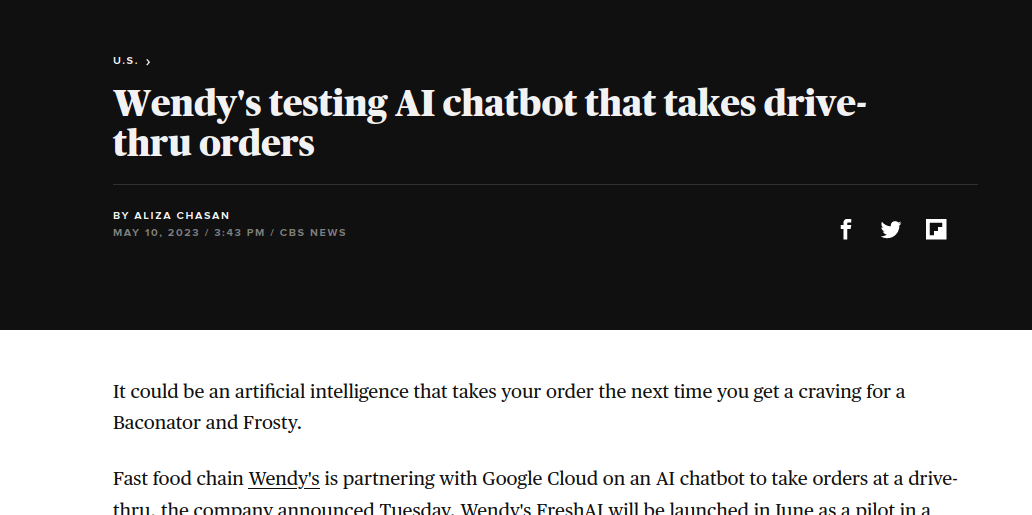 U.S. ›
Wendy's testing AI chatbot that takes drive-
thru orders
BY ALIZA CHASAN
MAY 10, 2023 / 3:43 PM / CBS NEWS
It could be an artificial intelligence that takes your order the next time you get a craving for a
Baconator and Frosty.
Fast food chain Wendy's is partnering with Google Cloud on an AI chatbot to take orders at a drive-
thru, the company announced Tuesday. Wendy's FreshAI will be launched in June as a pilot in a